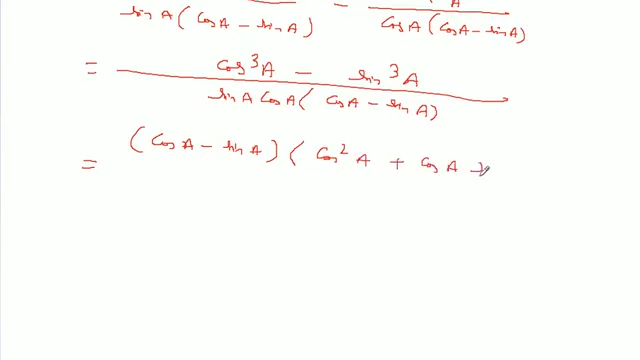 sin A ( cos A - sin A ) - cos A ( cos A - sin A )
= cos³A - sin³A
sin A cos A ( cos A - sin A )
= ( cos A - sin A ) ( cos² A + cos A